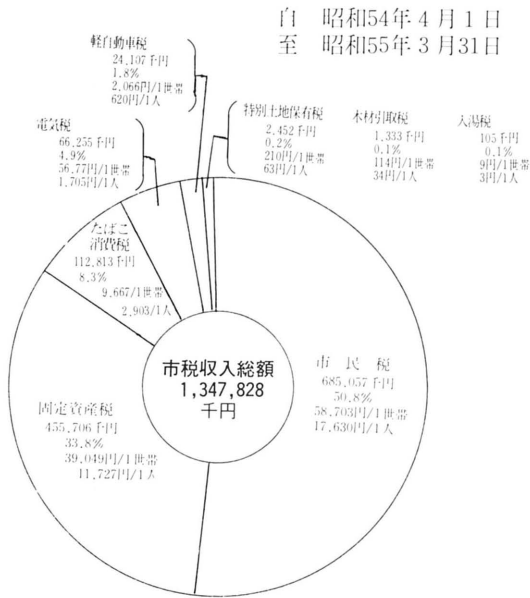 自 昭和54年4月1日
至 昭和55年3月31日
軽自動車税
24,107千円
1.8%
2,066円/1世帯
620円/1人
電気税
66,255千円
4.9%
56.77円/1世帯
1,705円/1人
特別土地保有税
2,452千円
0.2%
210円/1世帯
63円/1人
木材引取税
1,333千円
0.1%
114円/1世帯
34円/1人
入湯税
105千円
0.1%
9円/1世帯
3円/1人
たばこ
消費税
112,813千円
8.3%
9,667/1世帯
2,903/1人
市税収入総額
1,347,828
千円
市民税
685,057千円
50.8%
58,703円/1世帯
17,630円/1人
固定資産税
455,706千円
33.8%
39,049円/1世帯
11,727円/1人